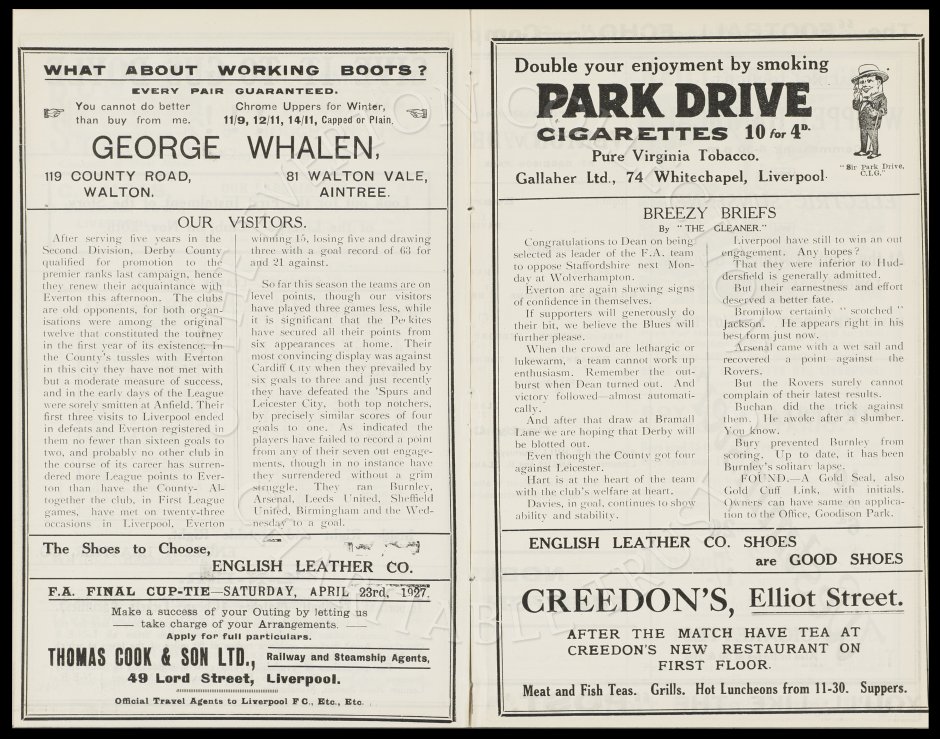 WHAT ABOUT WORKING BOOTS?
EVERY PAIR GUARANTEED.
You cannot do better
than buy from me.
Chrome Uppers for Winter,
11/9, 12/11, 14/11, Capped or Plain.
GEORGE WHALEN,
119 COUNTY ROAD,
WALTON.
81 WALTON VALE,
AINTREE.
OUR VISITORS.
After serving five years in the
Second Division, Derby County
qualified for promotion to the
premier ranks last campaign, hence
they renew their acquaintance with
Everton this afternoon. The clubs
are old opponents, for both organ-
isations were among the original
twelve that constituted the tourney
in the first year of its existence. In
the County's tussles with Everton
in this city they have not met with
but a moderate measure of success,
and in the early days of the League
were sorely smitten at Anfield. Their
first three visits to Liverpool ended
in defeats and Everton registered in
them no fewer than sixteen goals to
two, and probably no other club in
the course of its career has surren-
dered more League points to Ever-
ton than have the County- Al-
together the club, in First League
games, have met on twenty-three
occasions in Liverpool, Everton
winning 15, losing five and drawing
three with a goal record of 63 for
and 21 against.
So far this season the teams are on
level points, though our visitors
have played three games less, while
it is significant that the Peakites
have secured all their points from
six appearances at home. Their
most convincing display was against
Cardiff City when they prevailed by
six goals to three and just recently
they have defeated the 'Spurs and
Leicester City, both top notchers,
by precisely similar scores of four
goals to one. As indicated the
players have failed to record a point
from any of their seven out engage-
ments, though in no instance have
they surrendered without a grim
struggle. They ran Burnley,
Arsenal, Leeds United, Sheffield
United, Birmingham and the Wed-
nesday to a goal.
The Shoes to Choose,
ENGLISH LEATHER CO.
F.A. FINAL CUP-TIE—SATURDAY, APRIL 23rd, 1927.
Make a success of your Outing by letting us
— take charge of your Arrangements. —
Apply for full particulars.
THOMAS COOK & SON LTD., Railway and Steamship Agents,
49 Lord Street, Liverpool.
Official Travel Agents to Liverpool F C., Etc., Etc.
Double your enjoyment by smoking
PARK DRIVE
CIGARETTES 10 for 4D.
Pure Virginia Tobacco.
Gallaher Ltd., 74 Whitechapel, Liverpool.
"Sir Park Drive,
C.I.G."
BREEZY BRIEFS
By "THE GLEANER."
Congratulations to Dean on being
selected as leader of the F.A. team
to oppose Staffordshire next Mon-
day at Wolverhampton.
Everton are again shewing signs
of confidence in themselves.
If supporters will generously do
their bit, we believe the Blues will
further please.
When the crowd are lethargic or
lukewarm, a team cannot work up
enthusiasm. Remember the out-
burst when Dean turned out. And
victory followed—almost automati-
cally.
And after that draw at Bramall
Lane we are hoping that Derby will
be blotted out.
Even though the County got four
against Leicester.
Hart is at the heart of the team
with the club's welfare at heart.
Davies, in goal, continues to show
ability and stability.
Liverpool have still to win an out
engagement. Any hopes?
That they were inferior to Hud-
dersfield is generally admitted.
But their earnestness and effort
deserved a better fate.
Bromilow certainly "scotched"
Jackson. He appears right in his
best form just now.
Arsenal came with a wet sail and
recovered a point against the
Rovers.
But the Rovers surely cannot
complain of their latest results.
Buchan did the trick against
them. He awoke after a slumber.
You know.
Bury prevented Burnley from
scoring. Up to date, it has been
Burnley's solitary lapse.
FOUND.—A Gold Seal, also
Gold Cuff Link, with initials.
Owners can have same on applica-
tion to the Office, Goodison Park.
ENGLISH LEATHER CO. SHOES
are GOOD SHOES
CREEDON'S, Elliot Street.
AFTER THE MATCH HAVE TEA AT
CREEDON'S NEW RESTAURANT ON
FIRST FLOOR.
Meat and Fish Teas. Grills. Hot Luncheons from 11-30. Suppers.